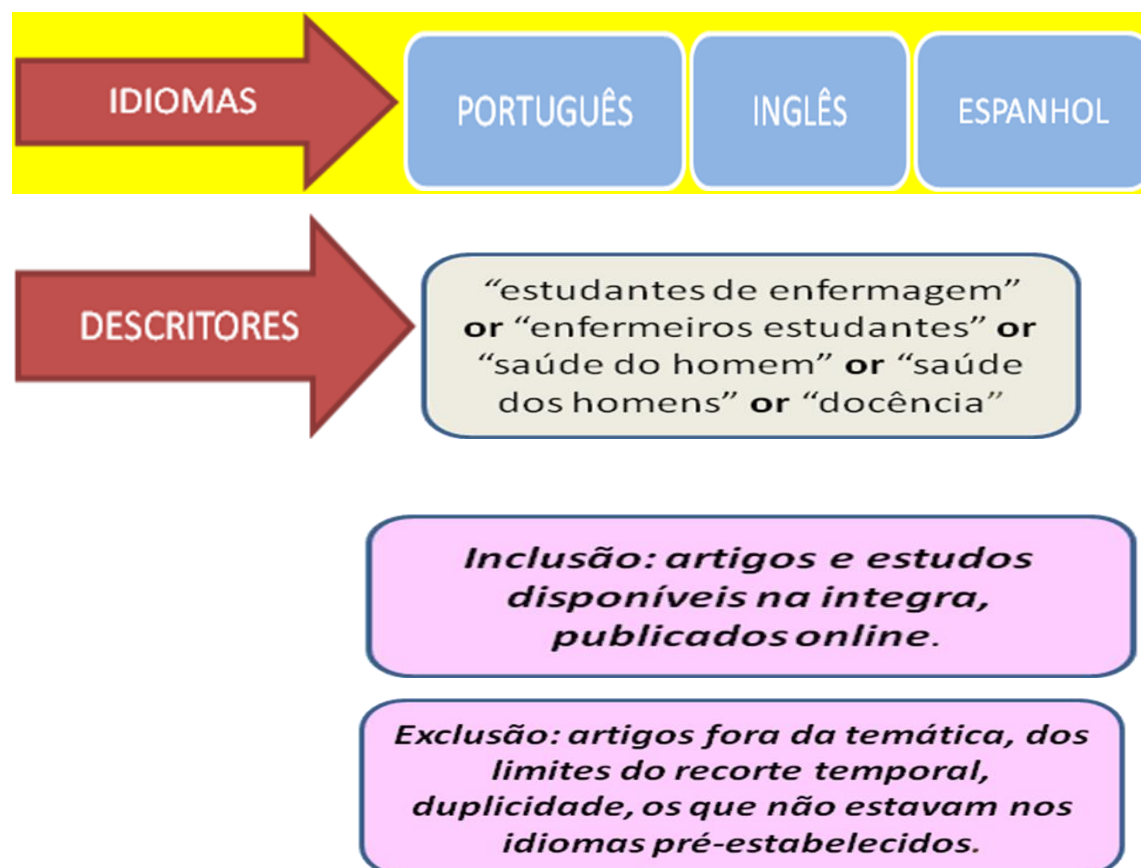 IDIOMAS
PORTUGUÊS
INGLÊS
ESPANHOL
DESCRITORES
“estudantes de enfermagem”
or “enfermeiros estudantes” or
“saúde do homem” or “saúde
dos homens” or “docência”
Inclusão: artigos e estudos
disponíveis na integra,
publicados online.
Exclusão: artigos fora da temática, dos
limites do recorte temporal,
duplicidade, os que não estavam nos
idiomas pré-estabelecidos.